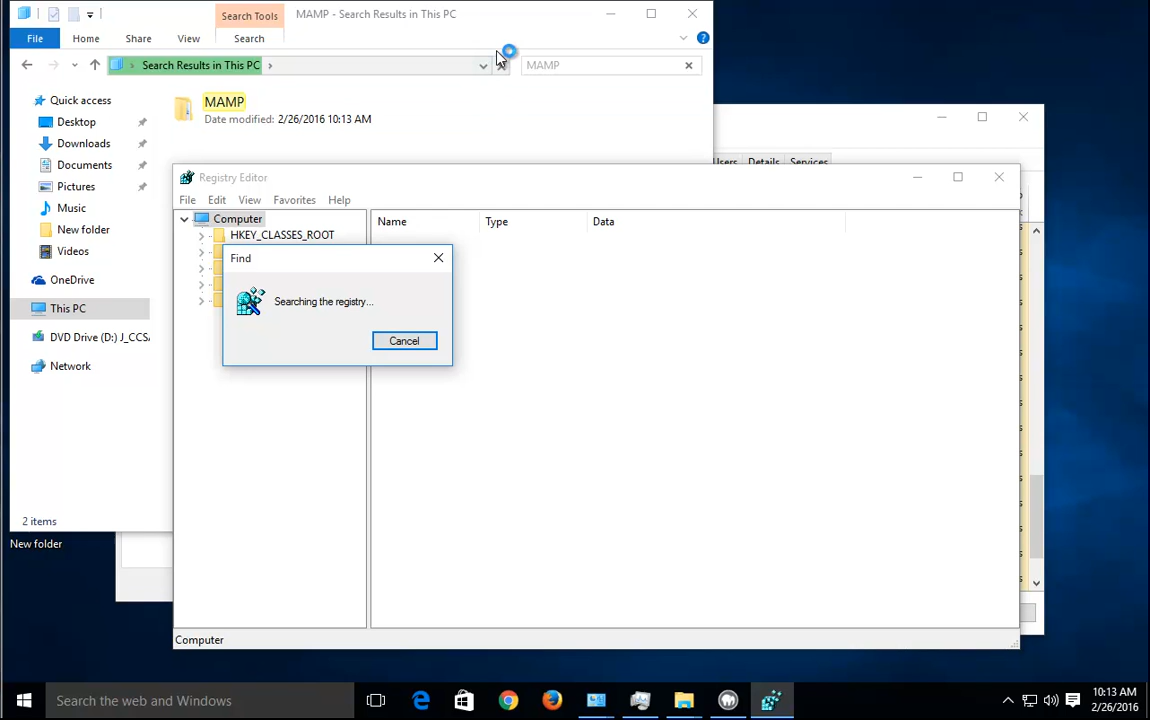 Search Tools
MAMP - Search Results in This PC
File
Home
Share
View
Search
Search Results in This PC
MAMP
Quick access
Desktop
Downloads
Documents
Pictures
Music
New folder
Videos
OneDrive
This PC
DVD Drive (D:) J_CCSA
Network
MAMP
Date modified: 2/26/2016 10:13 AM
2 items
New folder
Details
Services
Registry Editor
File
Edit
View
Favorites
Help
Computer
HKEY_CLASSES_ROOT
Name
Type
Data
Find
Searching the registry...
Cancel
Computer
Search the web and Windows
10:13 AM
2/26/2016